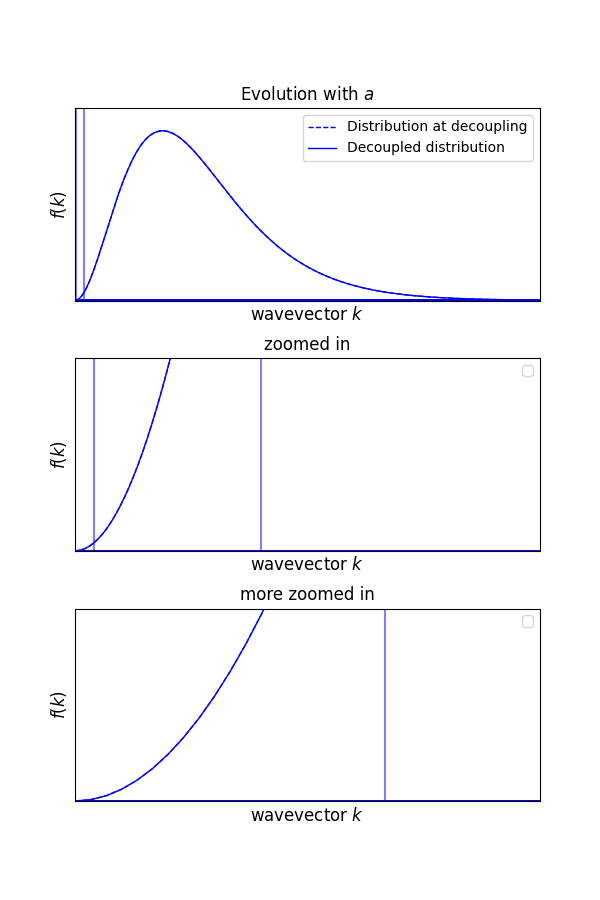 Evolution with a
Distribution at decoupling
Decoupled distribution
f(k)
wavevector k
zoomed in
f(k)
wavevector k
more zoomed in
f(k)
wavevector k